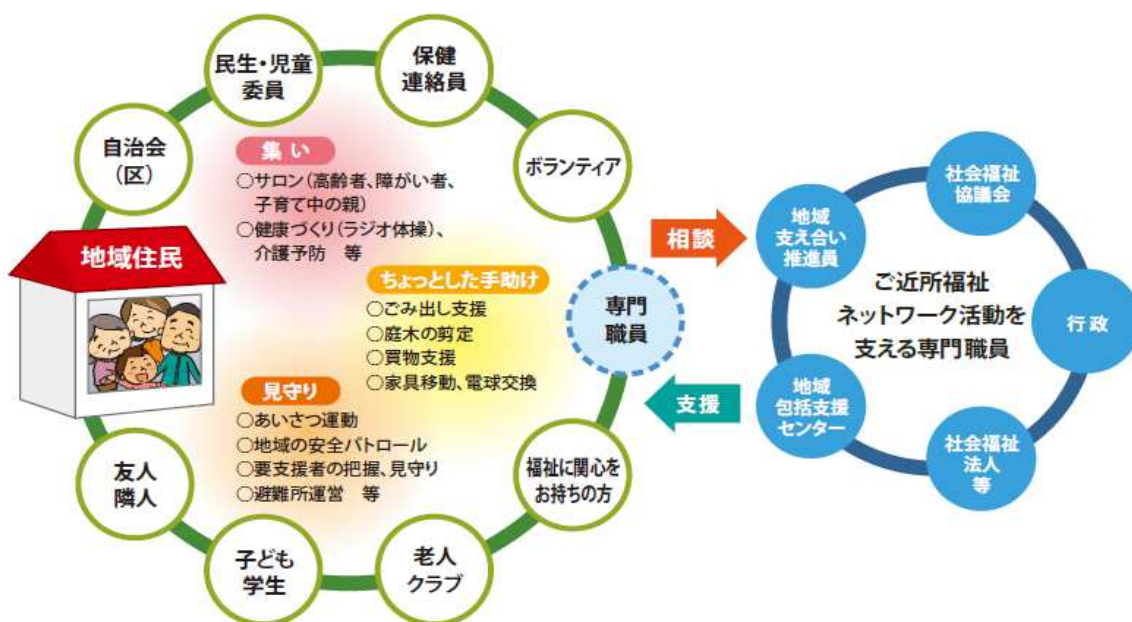 民生・児童
委員
保健
連絡員
自治会
（区）
ボランティア
地域住民
集 い
○サロン（高齢者、障がい者、
子育て中の親）
○健康づくり（ラジオ体操）、
介護予防　等
ちょっとした手助け
○ごみ出し支援
○庭木の剪定
○買物支援
○家具移動、電球交換
見守り
○あいさつ運動
○地域の安全パトロール
○要支援者の把握、見守り
○避難所運営　等
専門
職員
友人
隣人
子ども
学生
老人
クラブ
福祉に関心を
お持ちの方
相談
支援
地域
支え合い
推進員
社会福祉
協議会
ご近所福祉
ネットワーク活動を
支える専門職員
行 政
地域
包括支援
センター
社会福祉
法人
等